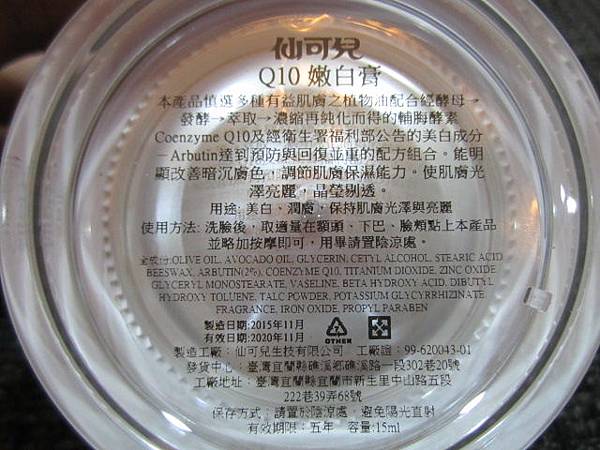 仙可兒
Q10 嫩白膏
本產品慎選多種有益肌膚之植物油配合經酵母→
發酵→萃取→濃縮再純化而得的輔脢酵素
Coenzyme Q10及經衛生署福利部公告的美白成分
–Arbutin達到預防與回復並重的配方組合。能明
顯改善暗沉膚色，調節肌膚保濕能力。使肌膚光
澤亮麗，晶瑩剔透。
用途: 美白、潤膚，保持肌膚光澤與亮麗
使用方法: 洗臉後，取適量在額頭、下巴、臉頰點上本產品
並略加按摩即可，用畢請置陰涼處。
全成份:OLIVE OIL, AVOCADO OIL, GLYCERIN, CETYL ALCOHOL, STEARIC ACID
BEESWAX, ARBUTIN(2%), COENZYME Q10, TITANIUM DIOXIDE, ZINC OXIDE
GLYCERYL MONOSTEARATE, VASELINE, BETA HYDROXY ACID, DIBUTYL
HYDROXY TOLUENE, TALC POWDER, POTASSIUM GLYCYRRHIZINATE
FRAGRANCE, IRON OXIDE, PROPYL PARABEN
製造日期:2015年11月
有效日期:2020年11月
OTHER
製造工廠：仙可兒生技有限公司 工廠證：99-620043-01
發貨中心：臺灣宜蘭縣礁溪鄉礁溪路一段302巷20號
工廠地址：臺灣宜蘭縣宜蘭市新生里中山路五段
222巷39弄68號
保存方式：請置於陰涼處，避免陽光直射
有效期限：五年 容量:15ml